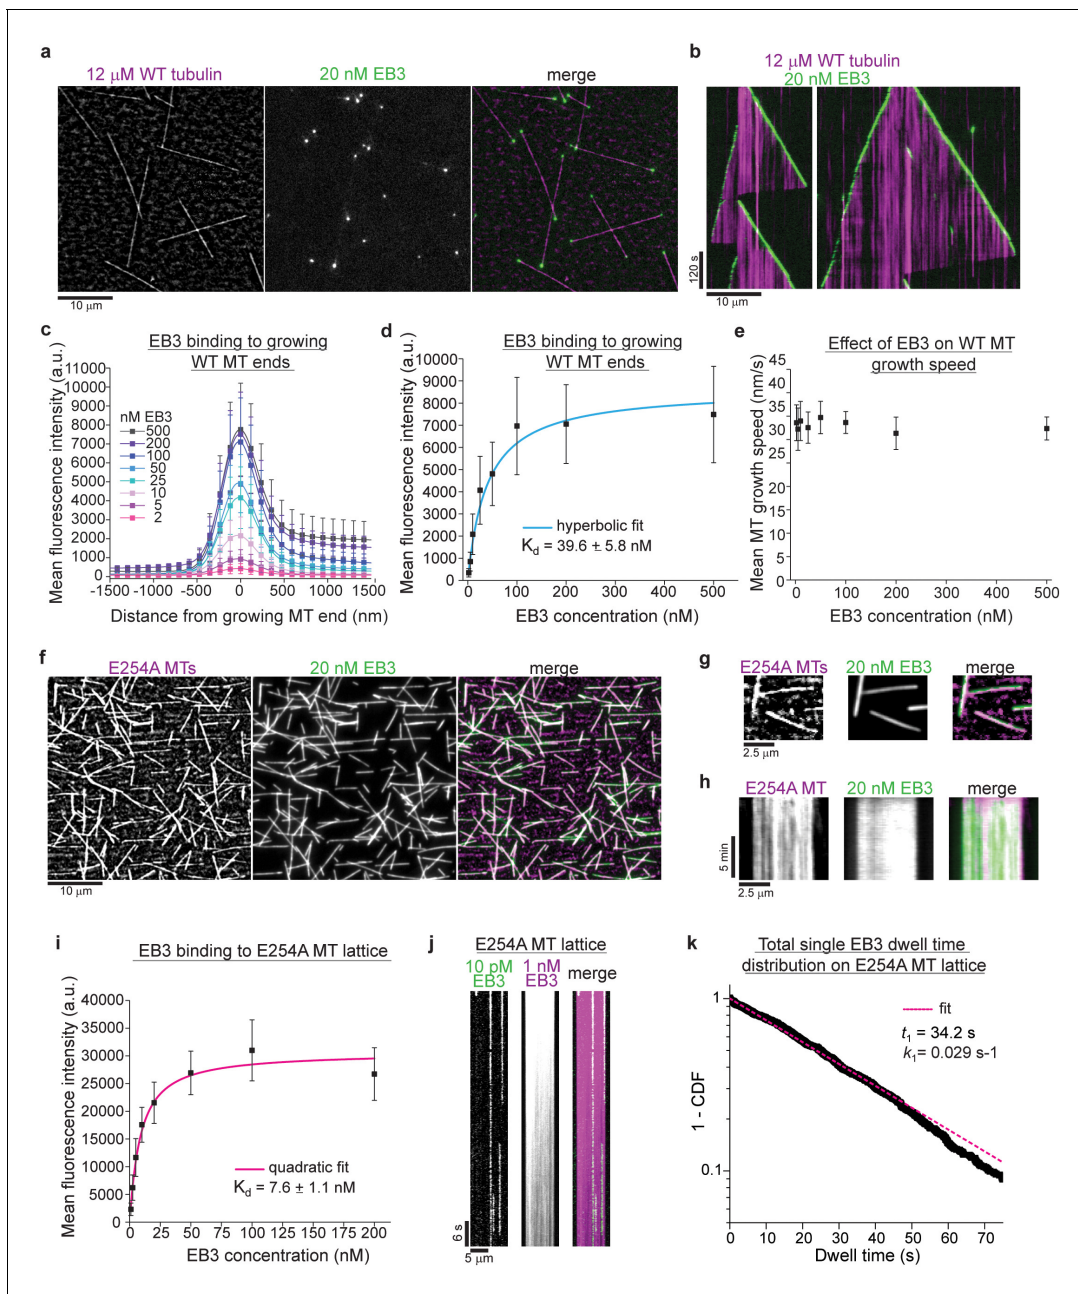 a
12 μM WT tubulin
20 nM EB3
merge
10 μm
b
12 μM WT tubulin
20 nM EB3
120 s
10 μm
c
EB3 binding to growing
WT MT ends
Mean fluorescence intensity (a.u.)
11000
10000
9000
8000
7000
6000
5000
4000
3000
2000
1000
0
nM EB3
500
200
100
50
25
10
5
2
-1500 -1000 -500 0 500 1000 1500
Distance from growing MT end (nm)
d
EB3 binding to growing
WT MT ends
Mean fluorescence intensity (a.u.)
10000
9000
8000
7000
6000
5000
4000
3000
2000
1000
0
hyperbolic fit
Kd = 39.6 ± 5.8 nM
0 100 200 300 400 500
EB3 concentration (nM)
e
Effect of EB3 on WT MT
growth speed
Mean MT growth speed (nm/s)
45
40
35
30
25
20
15
10
5
0
0 100 200 300 400 500
EB3 concentration (nM)
f
E254A MTs
20 nM EB3
merge
10 μm
g
E254A MTs
20 nM EB3
merge
2.5 μm
h
E254A MT
20 nM EB3
merge
5 min
2.5 μm
i
EB3 binding to E254A MT lattice
Mean fluorescence intensity (a.u.)
40000
35000
30000
25000
20000
15000
10000
5000
0
quadratic fit
Kd = 7.6 ± 1.1 nM
0 25 50 75 100 125 150 175 200
EB3 concentration (nM)
j
E254A MT lattice
10 pM
EB3
1 nM
EB3
merge
6 s
5 μm
k
Total single EB3 dwell time
distribution on E254A MT lattice
1 - CDF
1
0.1
fit
t1 = 34.2 s
k1= 0.029 s-1
0 10 20 30 40 50 60 70
Dwell time (s)